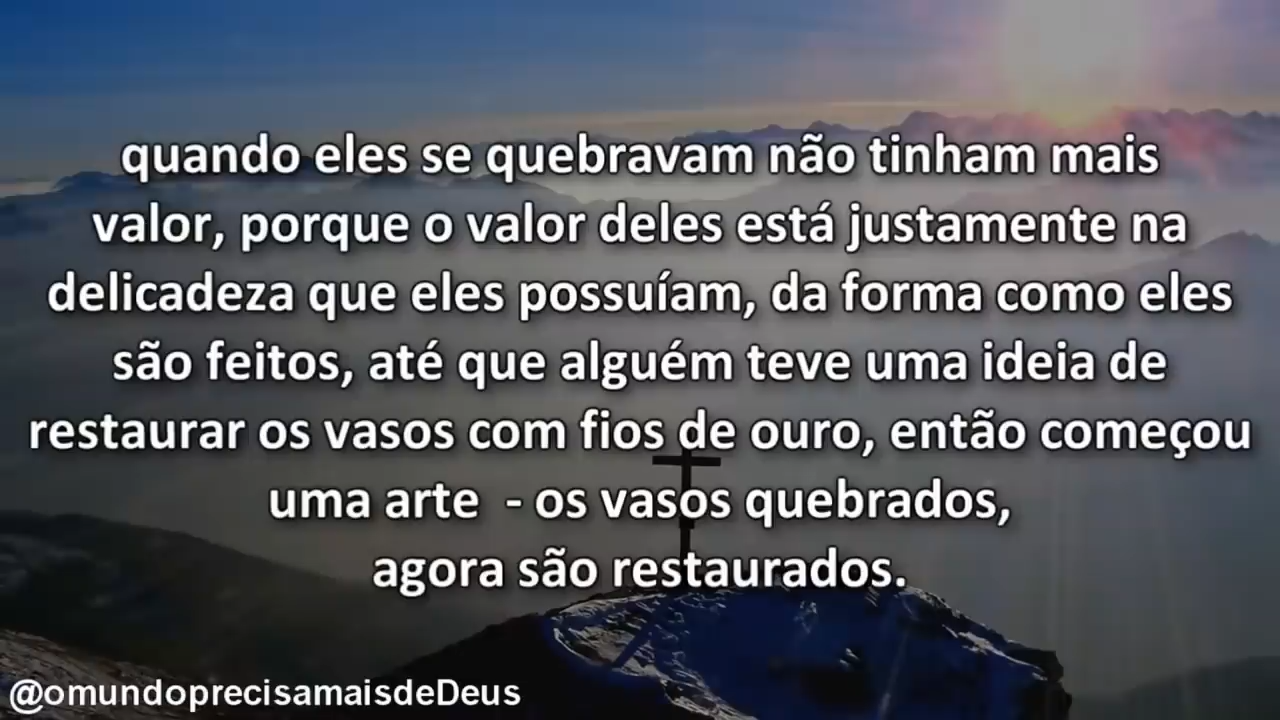 quando eles se quebravam não tinham mais
valor, porque o valor deles está justamente na
delicadeza que eles possuíam, da forma como eles
são feitos, até que alguém teve uma ideia de
restaurar os vasos com fios de ouro, então começou
uma arte  - os vasos quebrados,
agora são restaurados.
@omundoprecisamaisdeDeus